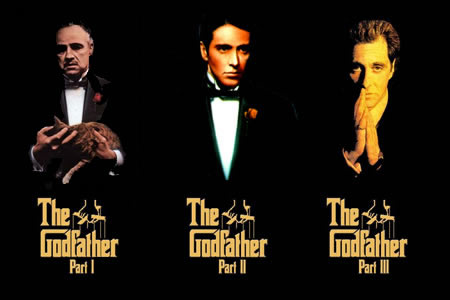 The
Godfather
Part I
The
Godfather
Part II
The
Godfather
Part III